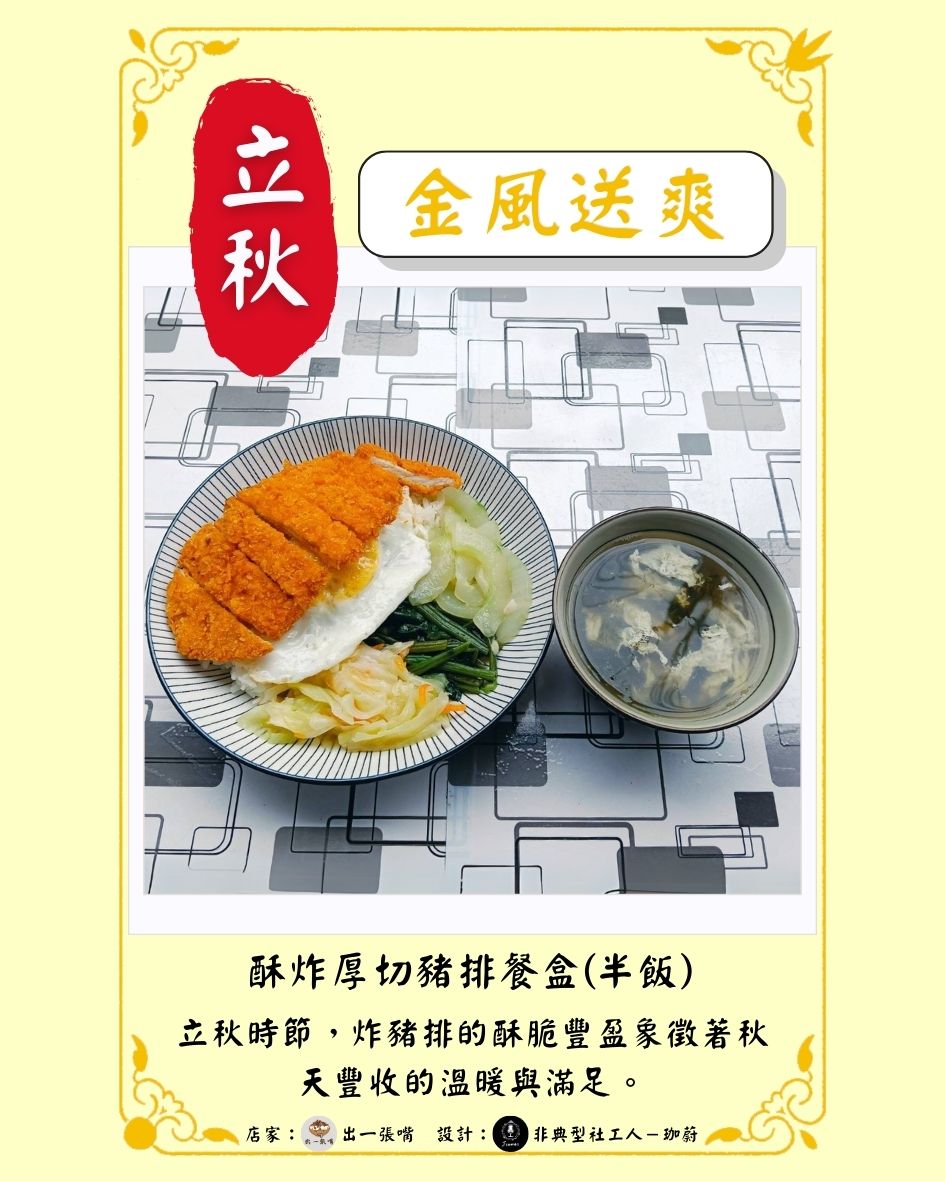 立秋
金風送爽
酥炸厚切豬排餐盒(半飯)
立秋時節，炸豬排的酥脆豐盈象徵著秋
天豐收的溫暖與滿足。
店家：出一張嘴 設計：非典型社工人－珈蔚